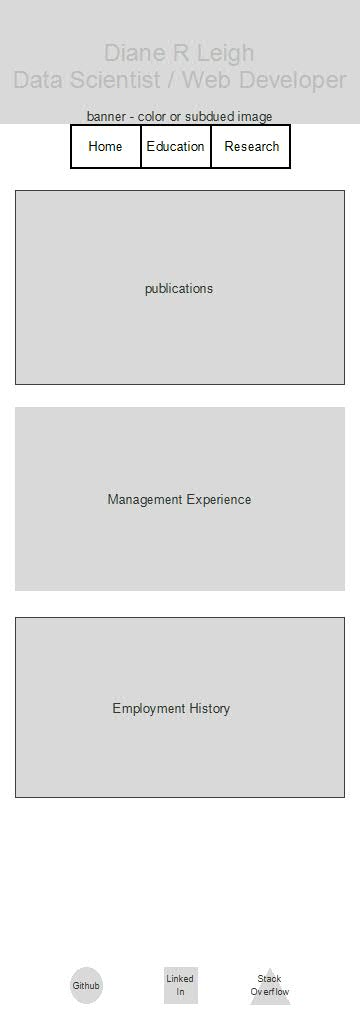 Diane R Leigh
Data Scientist / Web Developer
banner - color or subdued image
Home Education Research
publications
Management Experience
Employment History
Github
Linked
In
Stack
Overflow